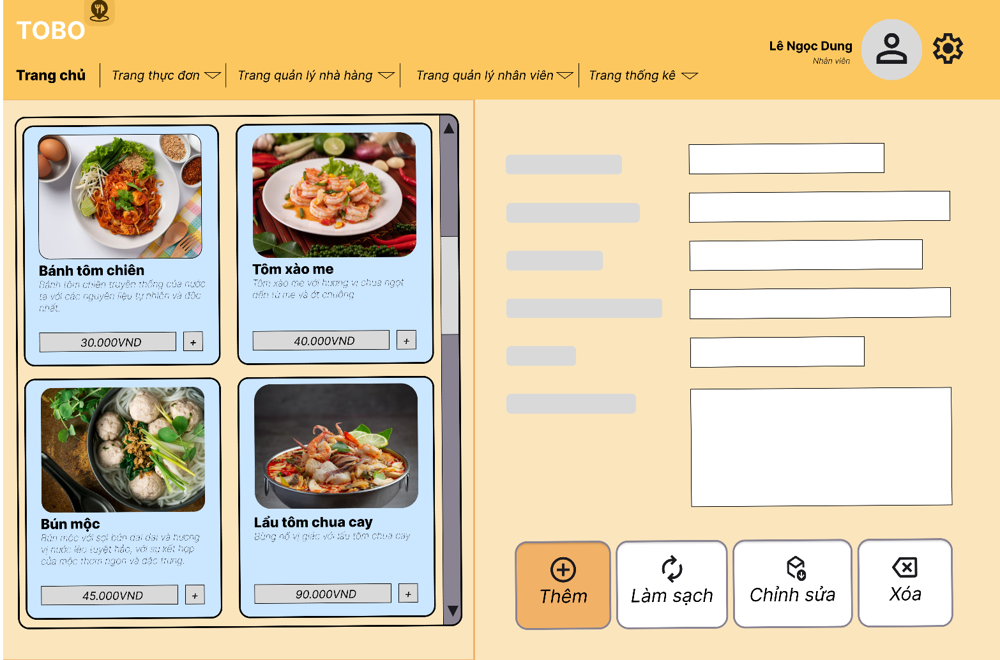 TOBO
Lê Ngọc Dung
Nhân viên
Trang chủ
Trang thực đơn
Trang quản lý nhà hàng
Trang quản lý nhân viên
Trang thống kê
Bánh tôm chiên
Bánh tôm chiên truyền thống của nước
ta với các nguyên liệu tự nhiên và độc
nhất.
30.000VND
+
Tôm xào me
Tôm xào me với hương vị chua ngọt
đến từ me và ớt chuông
40.000VND
+
Bún mộc
Bún mộc với sợi bún dai dai và hương
vị nước lèo tuyệt hảo, với sự kết hợp
của mộc thơm ngon và đặc trưng.
45.000VND
+
Lẩu tôm chua cay
Bùng nổ vị giác với lẩu tôm chua cay
90.000VND
+
Thêm
Làm sạch
Chỉnh sửa
Xóa